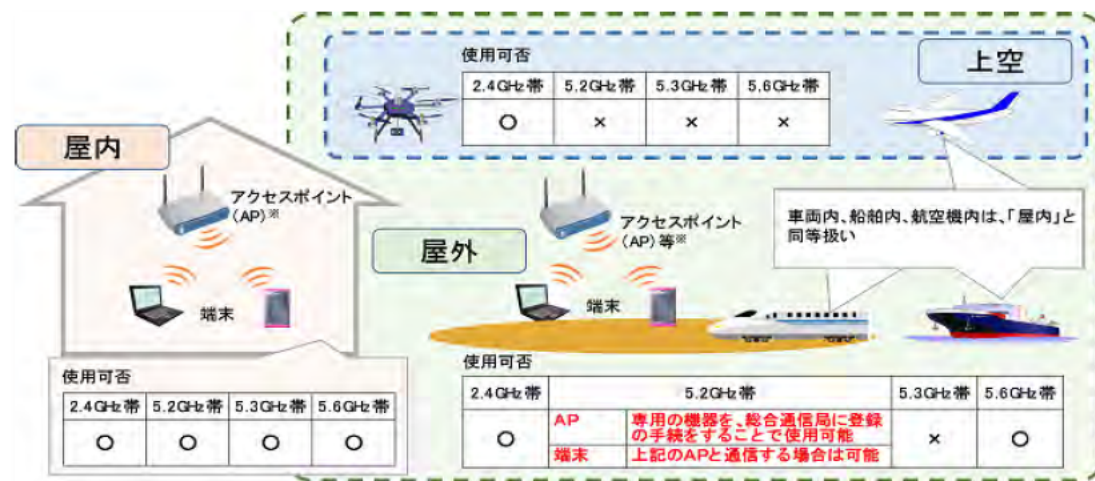 使用可否
上空
2.4GHz帯 5.2GHz帯 5.3GHz帯 5.6GHz帯
○ × × ×
屋内
アクセスポイント
(AP)※
端末
使用可否
2.4GHz帯 5.2GHz帯 5.3GHz帯 5.6GHz帯
○ ○ ○ ○
屋外
アクセスポイント
(AP)等※
端末
車両内、船舶内、航空機内は、「屋内」と
同等扱い
使用可否
2.4GHz帯 5.2GHz帯 5.3GHz帯 5.6GHz帯
○ AP 専用の機器を、総合通信局に登録
の手続をすることで使用可能 × ○
端末 上記のAPと通信する場合は可能